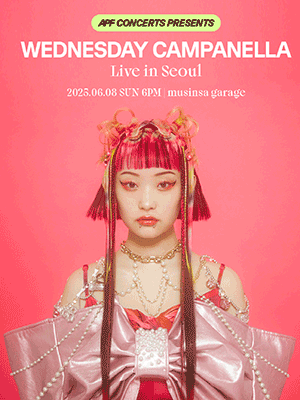 APF CONCERTS PRESENTS
WEDNESDAY CAMPANELLA
Live in Seoul
2025.06.08 SUN 6PM | musinsa garage